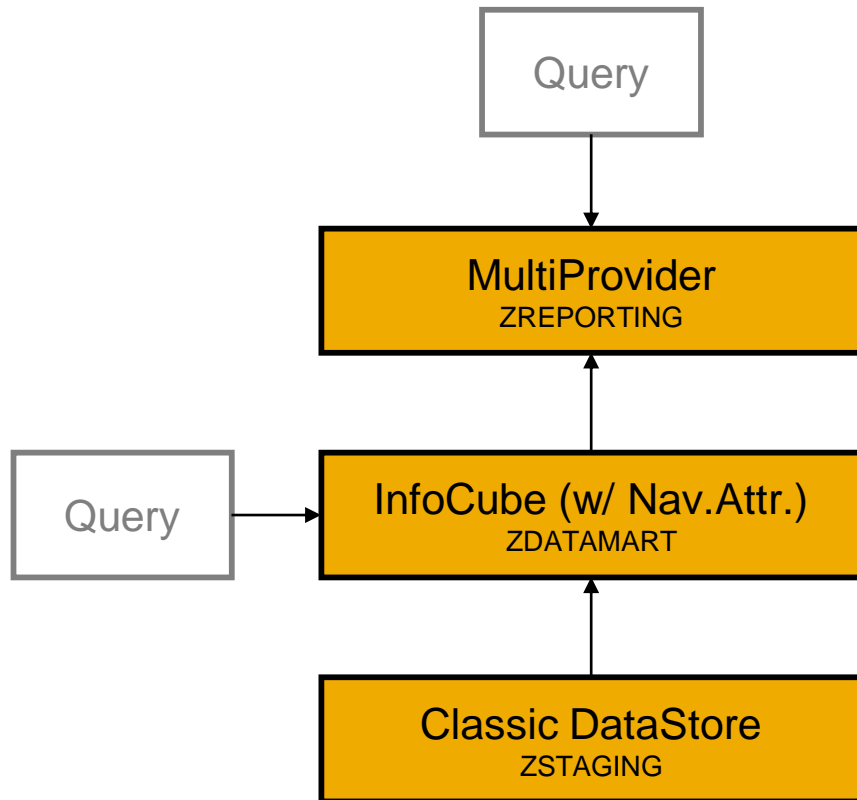 Query
MultiProvider
ZREPORTING
Query
InfoCube (w/ Nav.Attr.)
ZDATAMART
Classic DataStore
ZSTAGING